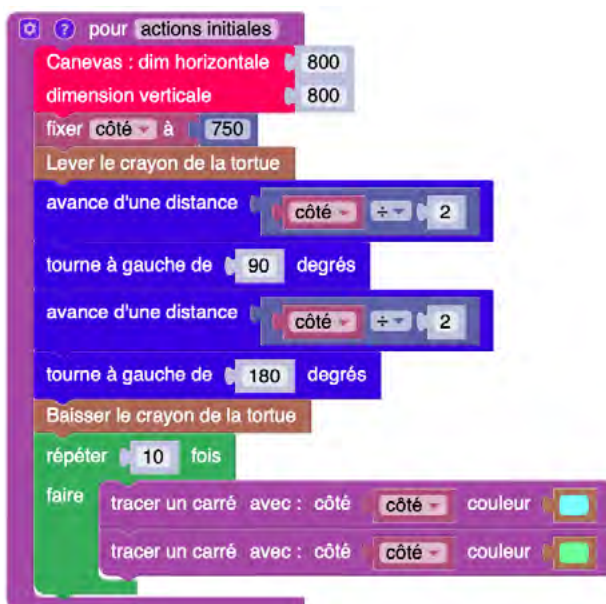 ? pour actions initiales
Canevas : dim horizontale 800
dimension verticale 800
fixer côté à 750
Lever le crayon de la tortue
avance d'une distance côté ÷ 2
tourne à gauche de 90 degrés
avance d'une distance côté ÷ 2
tourne à gauche de 180 degrés
Baisser le crayon de la tortue
répéter 10 fois
faire tracer un carré avec : côté côté couleur
tracer un carré avec : côté côté couleur